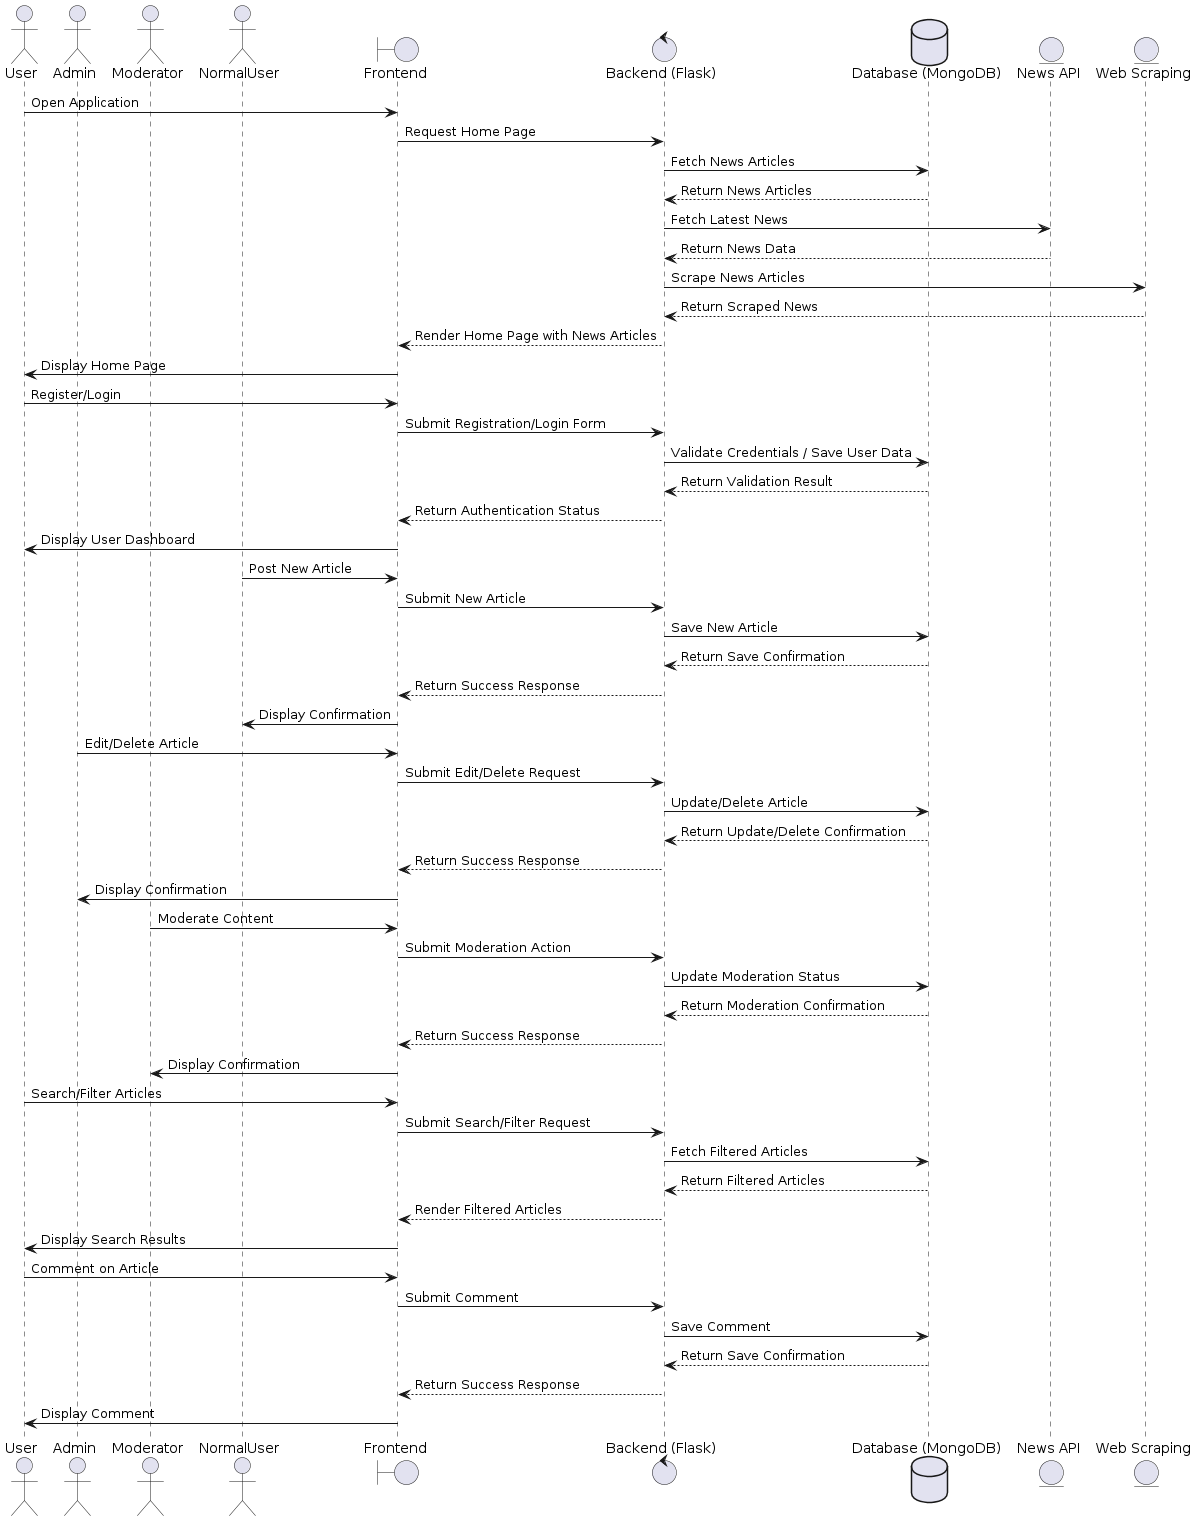 User
Admin
Moderator
NormalUser
Frontend
Backend (Flask)
Database (MongoDB)
News API
Web Scraping
Open Application
Request Home Page
Fetch News Articles
Return News Articles
Fetch Latest News
Return News Data
Scrape News Articles
Return Scraped News
Render Home Page with News Articles
Display Home Page
Register/Login
Submit Registration/Login Form
Validate Credentials / Save User Data
Return Validation Result
Return Authentication Status
Display User Dashboard
Post New Article
Submit New Article
Save New Article
Return Save Confirmation
Return Success Response
Display Confirmation
Edit/Delete Article
Submit Edit/Delete Request
Update/Delete Article
Return Update/Delete Confirmation
Return Success Response
Display Confirmation
Moderate Content
Submit Moderation Action
Update Moderation Status
Return Moderation Confirmation
Return Success Response
Display Confirmation
Search/Filter Articles
Submit Search/Filter Request
Fetch Filtered Articles
Return Filtered Articles
Render Filtered Articles
Display Search Results
Comment on Article
Submit Comment
Save Comment
Return Save Confirmation
Return Success Response
Display Comment
User
Admin
Moderator
NormalUser
Frontend
Backend (Flask)
Database (MongoDB)
News API
Web Scraping